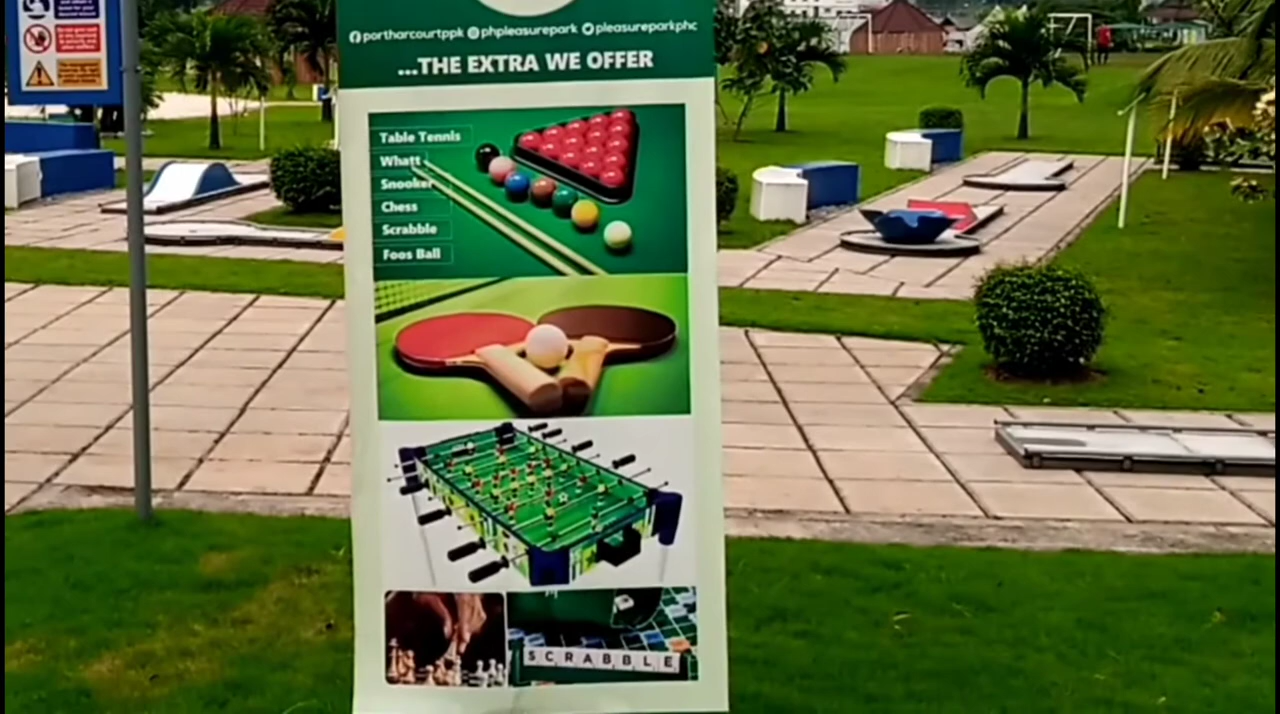 portharcourtppk phpleasurepark pleasureparkphc
...THE EXTRA WE OFFER
Table Tennis
Whatt
Snooker
Chess
Scrabble
Foos Ball
SCRABBLE